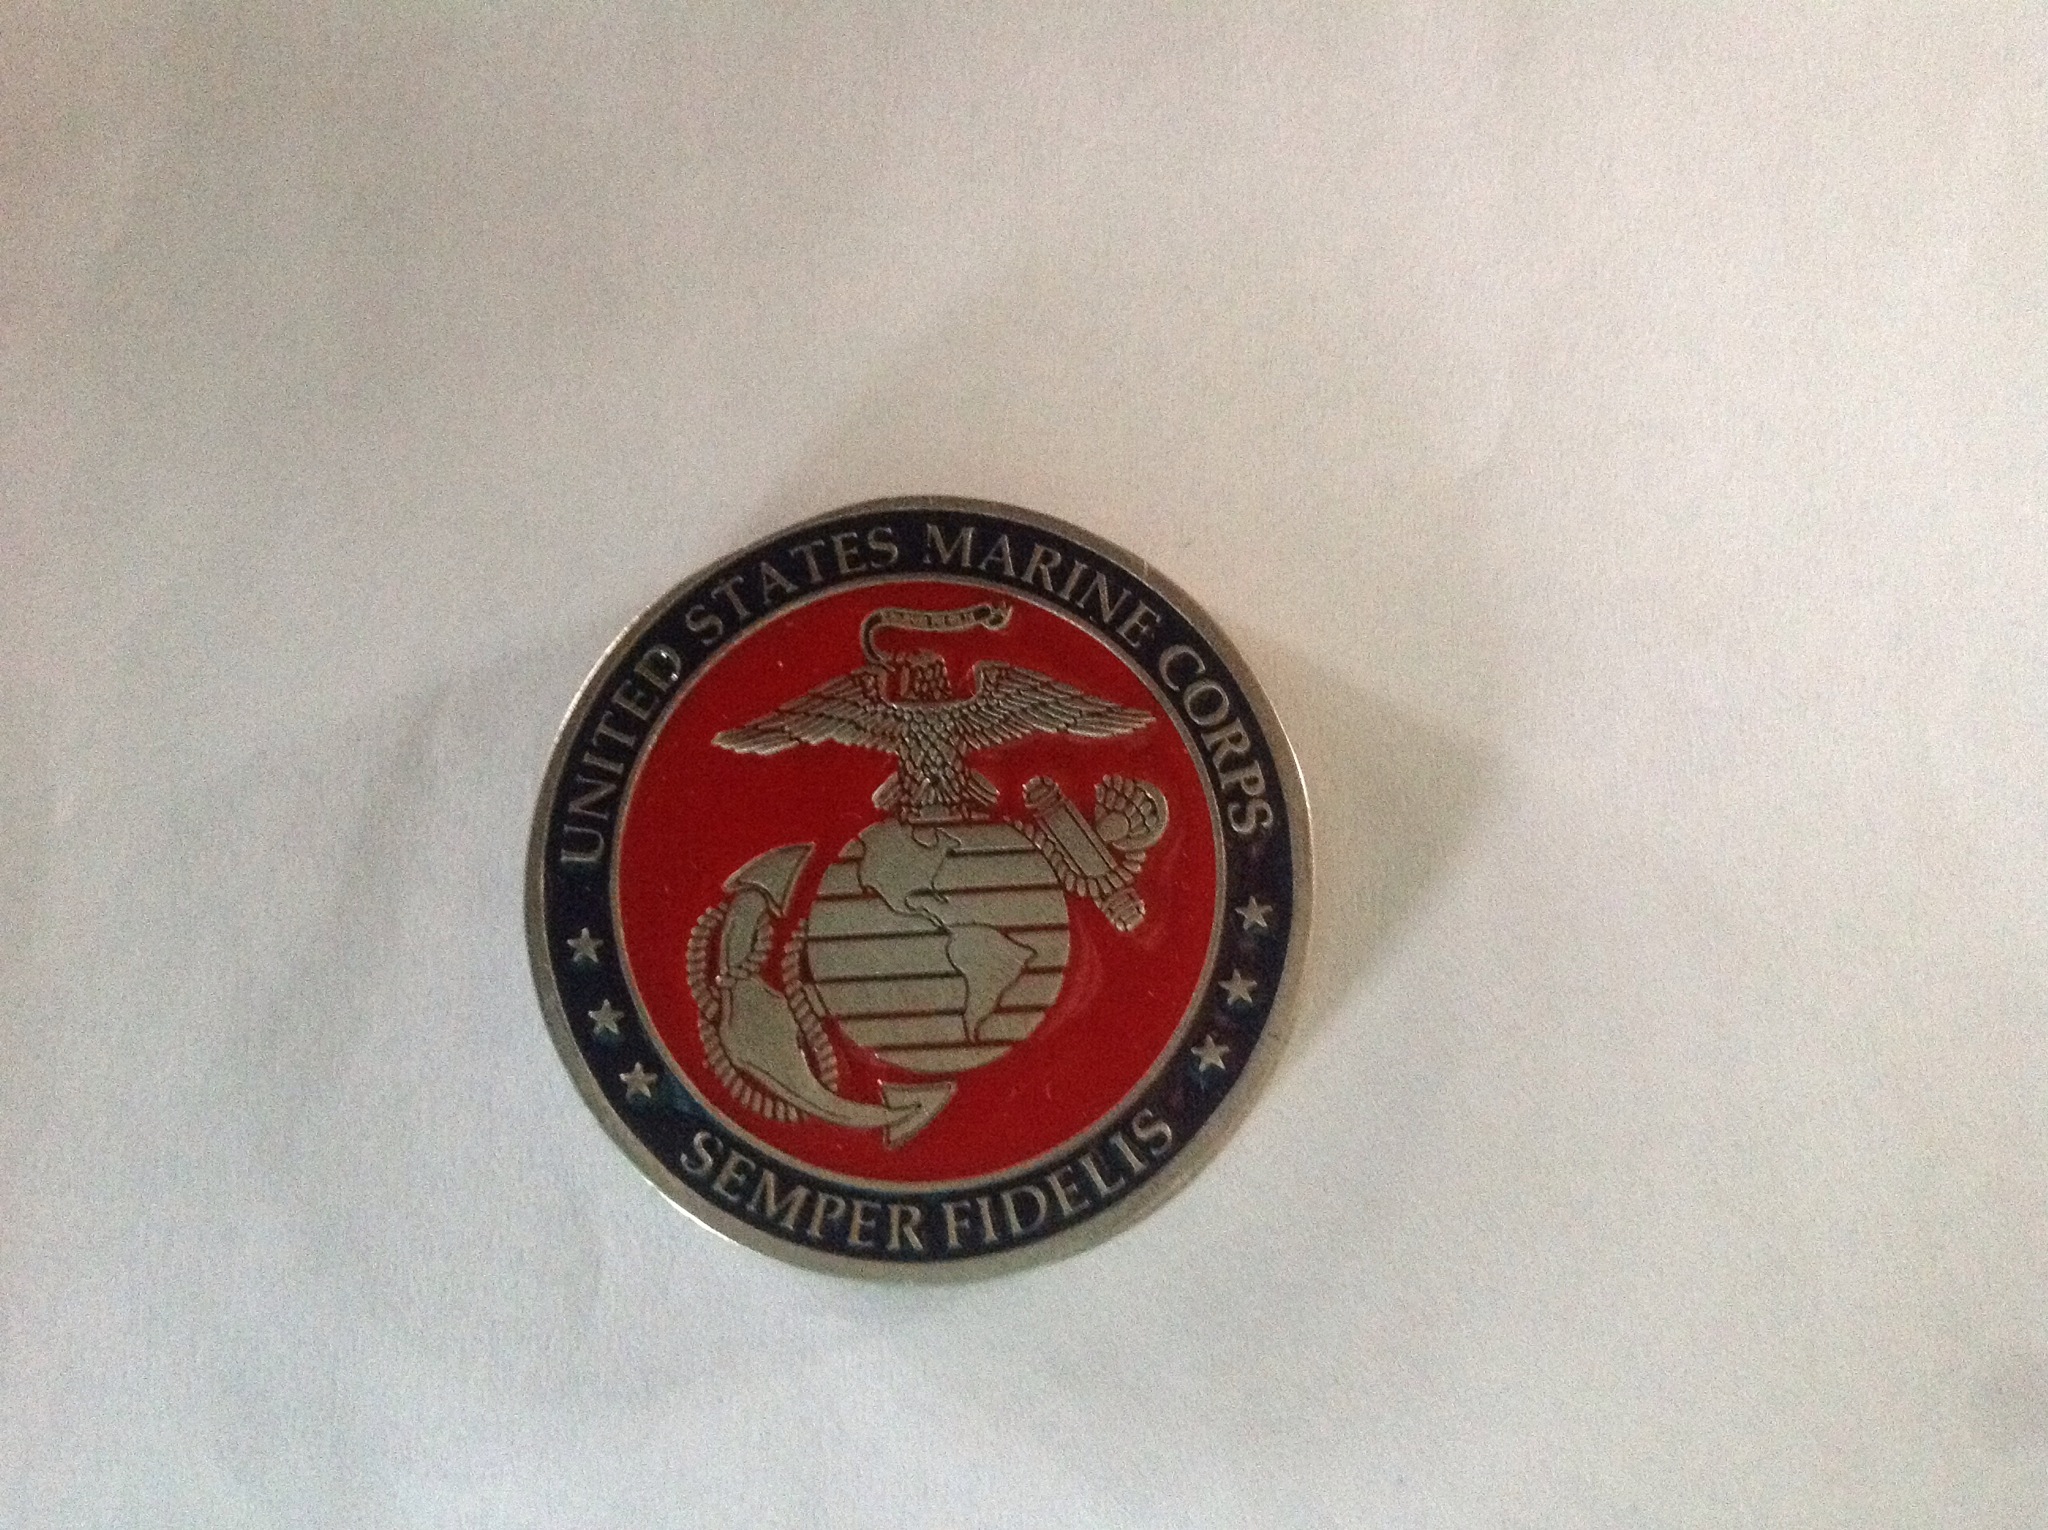 UNITED STATES MARINE CORPS
SEMPER FIDELIS